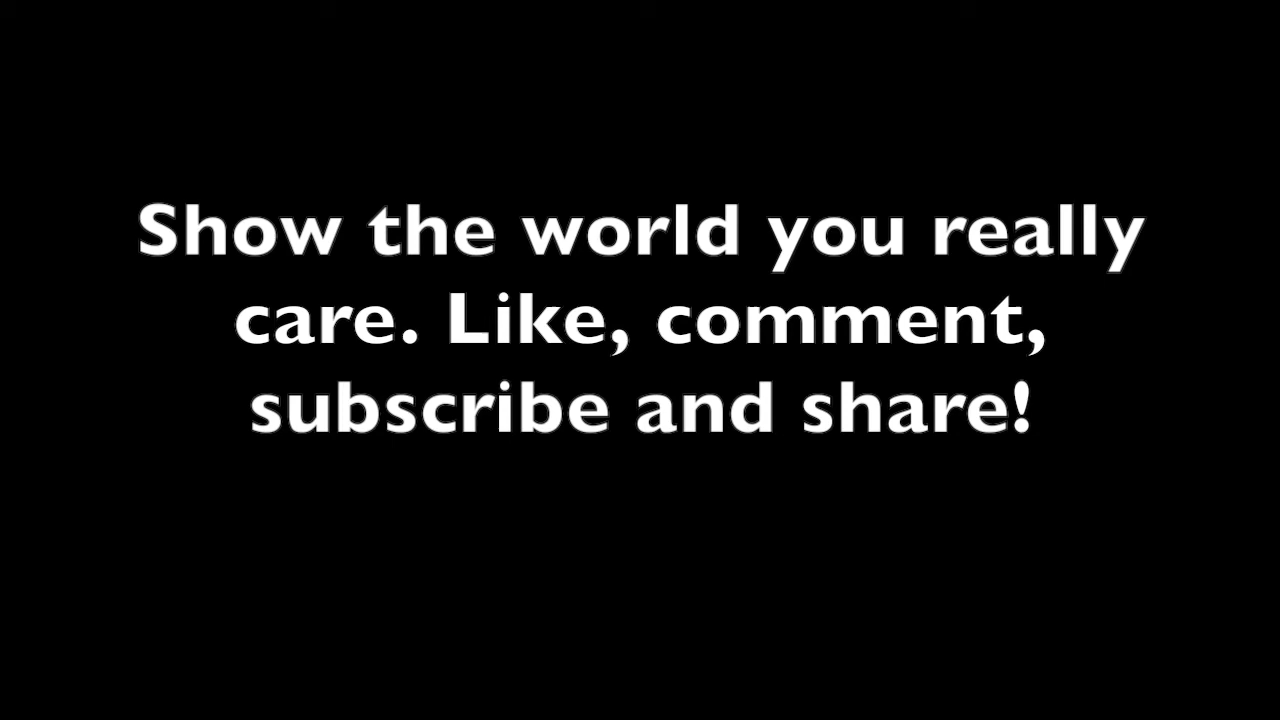 Show the world you really
care. Like, comment,
subscribe and share!